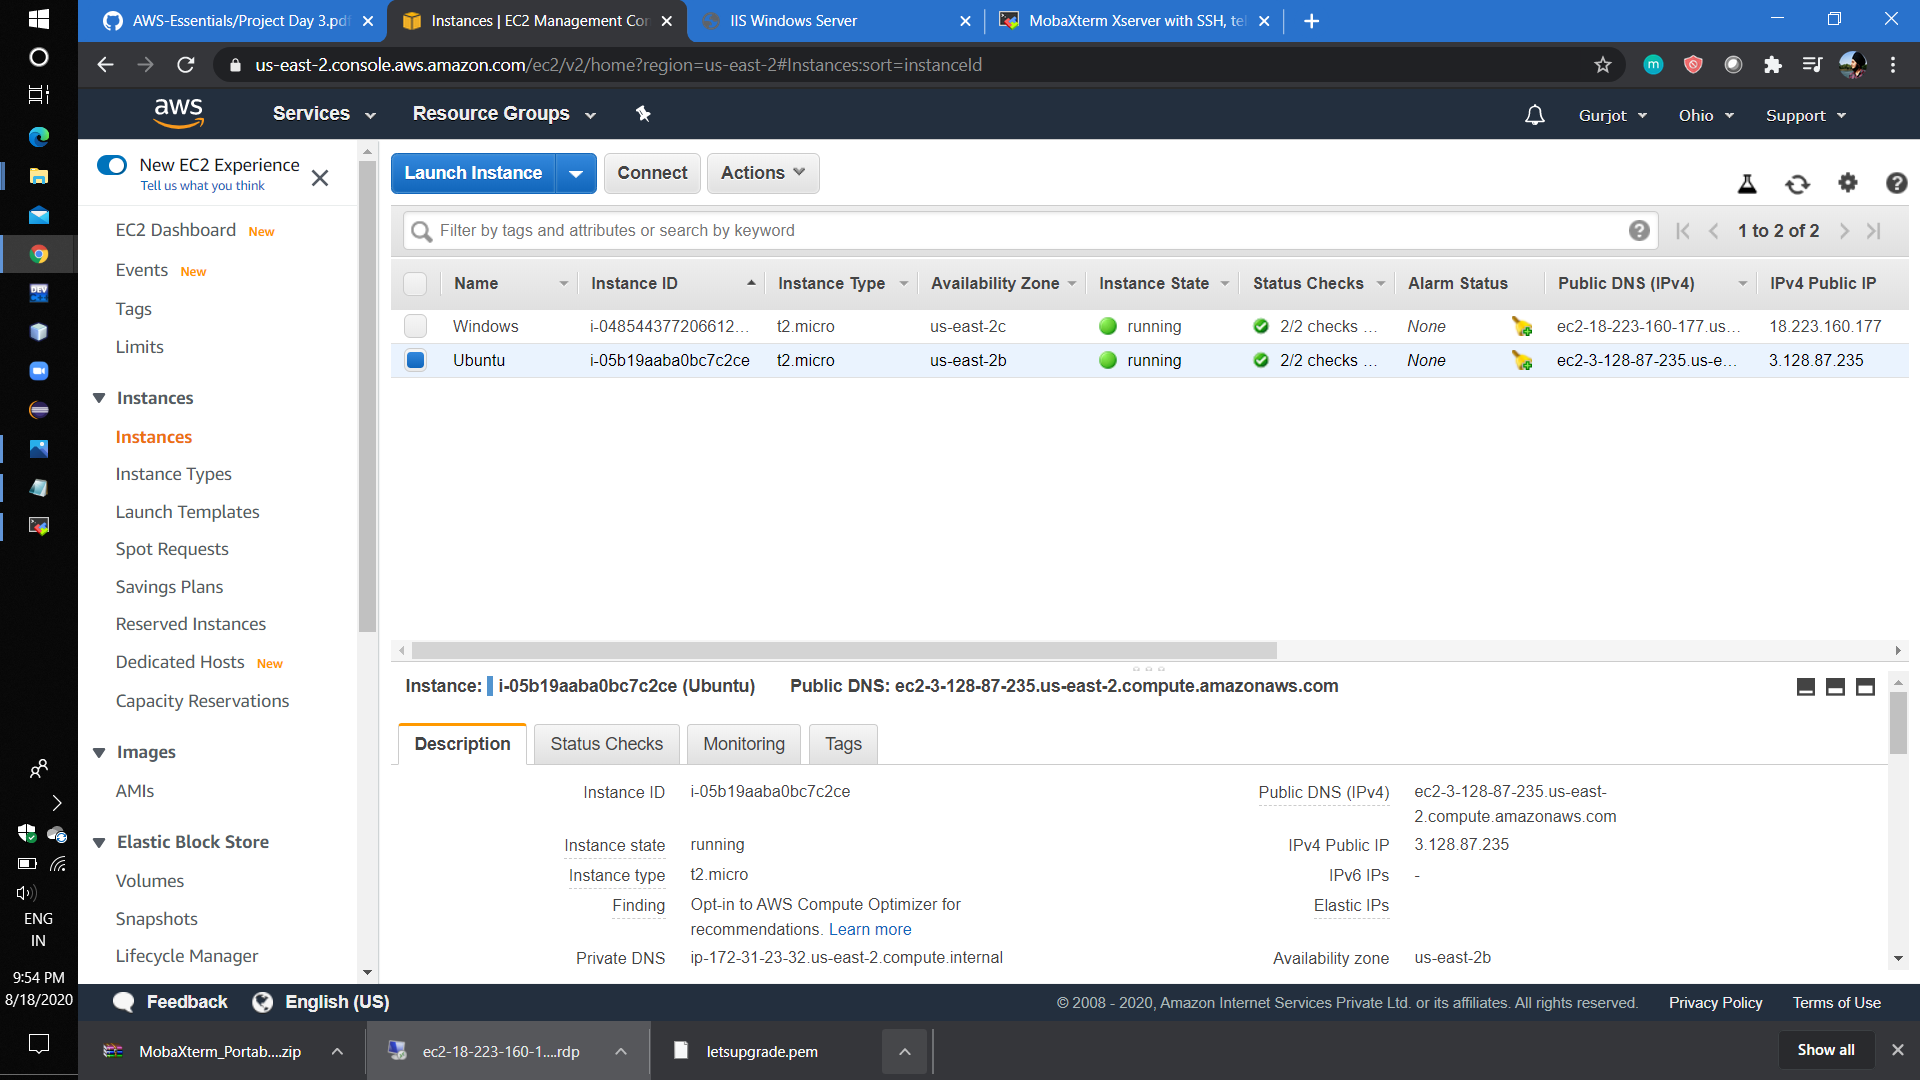 AWS-Essentials/Project Day 3.pdf
Instances | EC2 Management Con
IIS Windows Server
MobaXterm Xserver with SSH, tel
us-east-2.console.aws.amazon.com/ec2/v2/home?region=us-east-2#Instances:sort=instanceId
m
aws
Services
Resource Groups
Gurjot
Ohio
Support
New EC2 Experience
Tell us what you think
EC2 Dashboard New
Events New
Tags
Limits
Instances
Instances
Instance Types
Launch Templates
Spot Requests
Savings Plans
Reserved Instances
Dedicated Hosts New
Capacity Reservations
Images
AMIs
Elastic Block Store
Volumes
Snapshots
Lifecycle Manager
Launch Instance
Connect
Actions
Filter by tags and attributes or search by keyword
1 to 2 of 2
Name Instance ID Instance Type Availability Zone Instance State Status Checks Alarm Status Public DNS (IPv4) IPv4 Public IP
Windows i-048544377206612... t2.micro us-east-2c running 2/2 checks ... None ec2-18-223-160-177.us... 18.223.160.177
Ubuntu i-05b19aaba0bc7c2ce t2.micro us-east-2b running 2/2 checks ... None ec2-3-128-87-235.us-e... 3.128.87.235
Instance: i-05b19aaba0bc7c2ce (Ubuntu) Public DNS: ec2-3-128-87-235.us-east-2.compute.amazonaws.com
Description
Status Checks
Monitoring
Tags
Instance ID i-05b19aaba0bc7c2ce
Instance state running
Instance type t2.micro
Finding Opt-in to AWS Compute Optimizer for
recommendations. Learn more
Private DNS ip-172-31-23-32.us-east-2.compute.internal
Public DNS (IPv4) ec2-3-128-87-235.us-east-
2.compute.amazonaws.com
IPv4 Public IP 3.128.87.235
IPv6 IPs -
Elastic IPs
Availability zone us-east-2b
Feedback
English (US)
© 2008 - 2020, Amazon Internet Services Private Ltd. or its affiliates. All rights reserved.
Privacy Policy
Terms of Use
MobaXterm_Portab....zip
ec2-18-223-160-1....rdp
letsupgrade.pem
Show all
DEV
ENG
IN
9:54 PM
8/18/2020